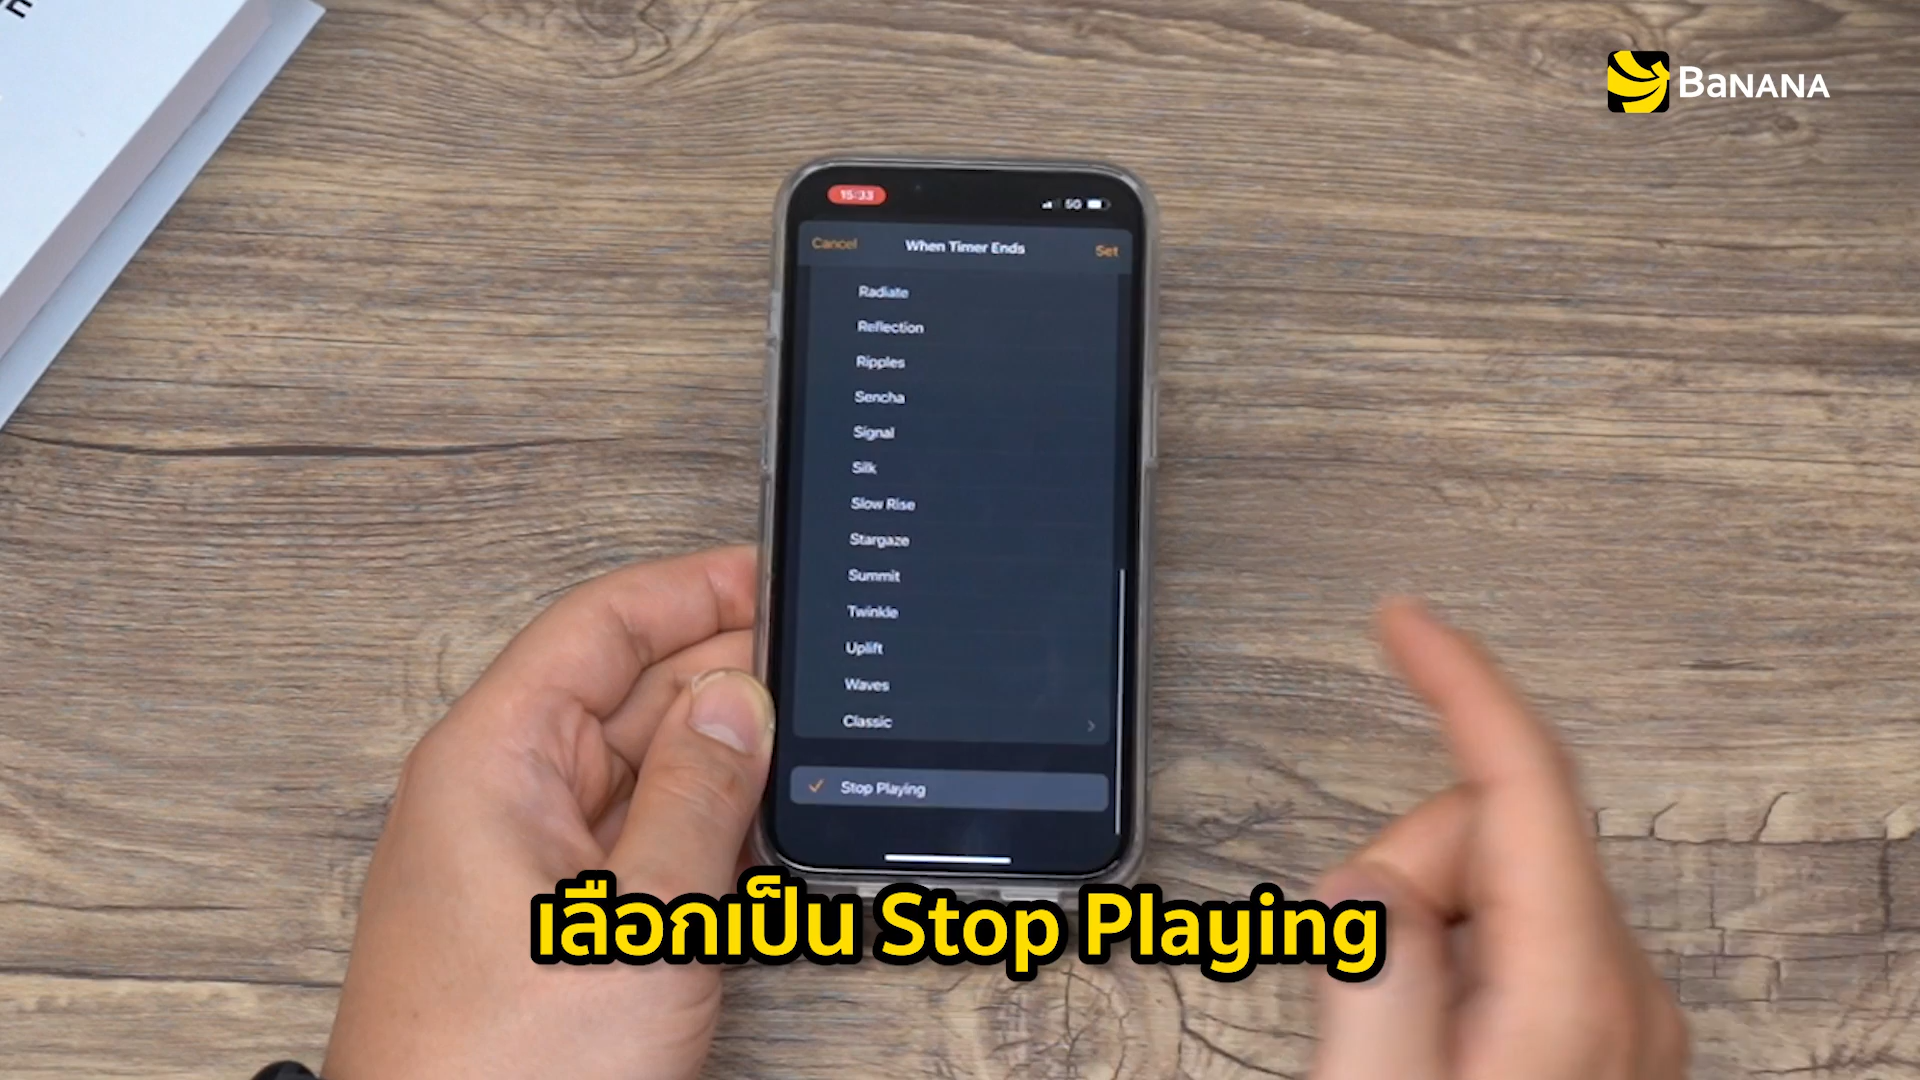 BaNANA
15:33
5G
Cancel
When Timer Ends
Set
Radiate
Reflection
Ripples
Sencha
Signal
Silk
Slow Rise
Stargaze
Summit
Twinkle
Uplift
Waves
Classic
Stop Playing
เลือกเป็น Stop Playing